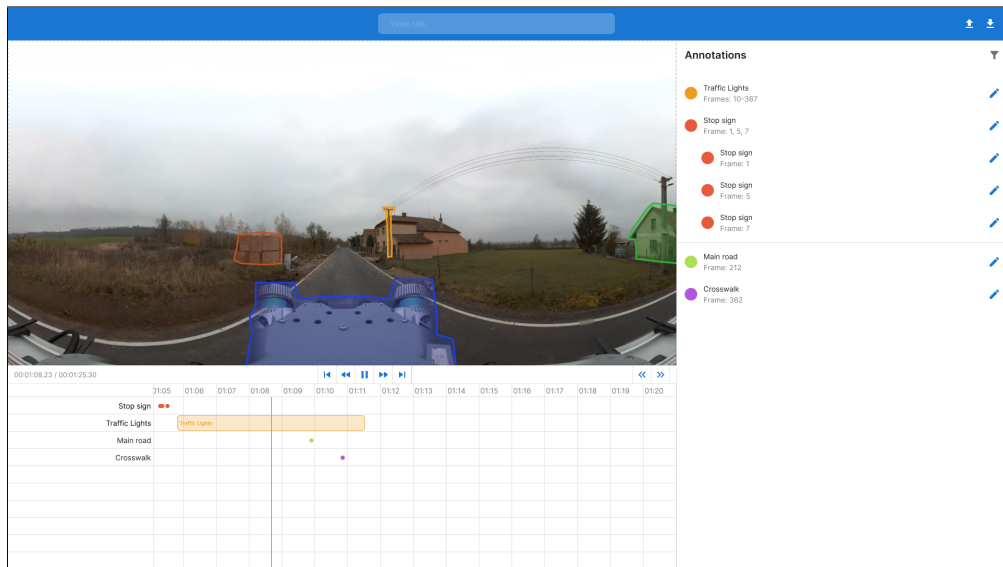 Video URL
Annotations
Traffic Lights
Frames: 10-387
Stop sign
Frame: 1, 5, 7
Stop sign
Frame: 1
Stop sign
Frame: 5
Stop sign
Frame: 7
Main road
Frame: 212
Crosswalk
Frame: 362
00:01:08.23 / 00:01:25.30
01:05 01:06 01:07 01:08 01:09 01:10 01:11 01:12 01:13 01:14 01:15 01:16 01:17 01:18 01:19 01:20
Stop sign
Traffic Lights Traffic Lights
Main road
Crosswalk